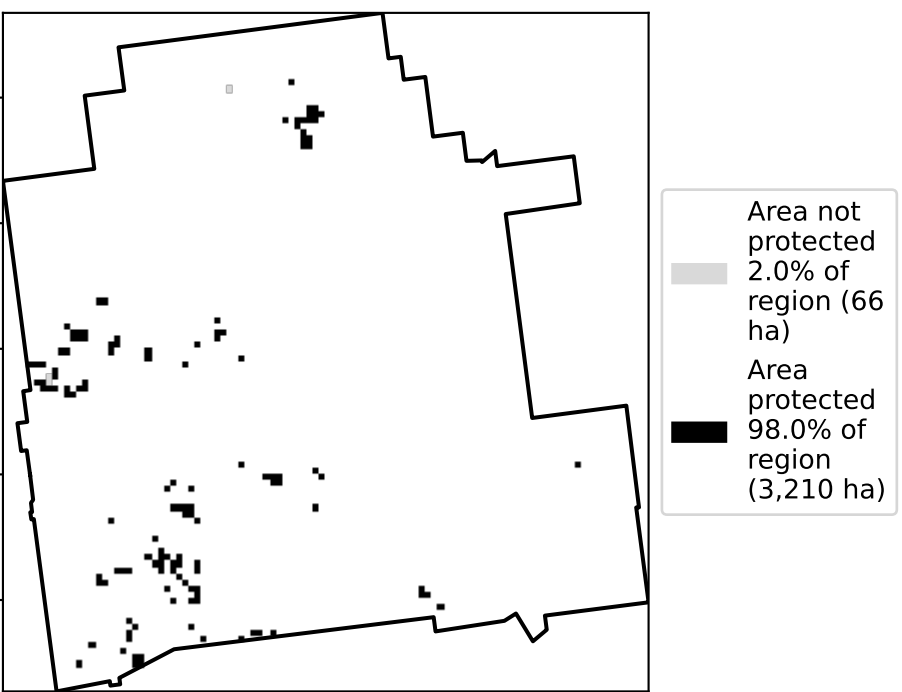 Area not
protected
2.0% of
region (66
ha)
Area
protected
98.0% of
region
(3,210 ha)